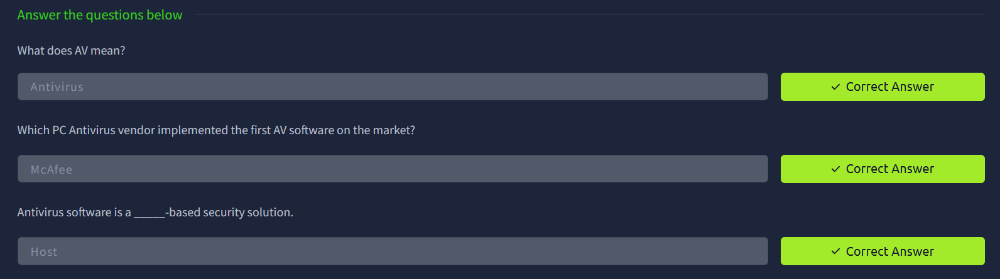 Answer the questions below
What does AV mean?
Antivirus
✓ Correct Answer
Which PC Antivirus vendor implemented the first AV software on the market?
McAfee
✓ Correct Answer
Antivirus software is a _____-based security solution.
Host
✓ Correct Answer